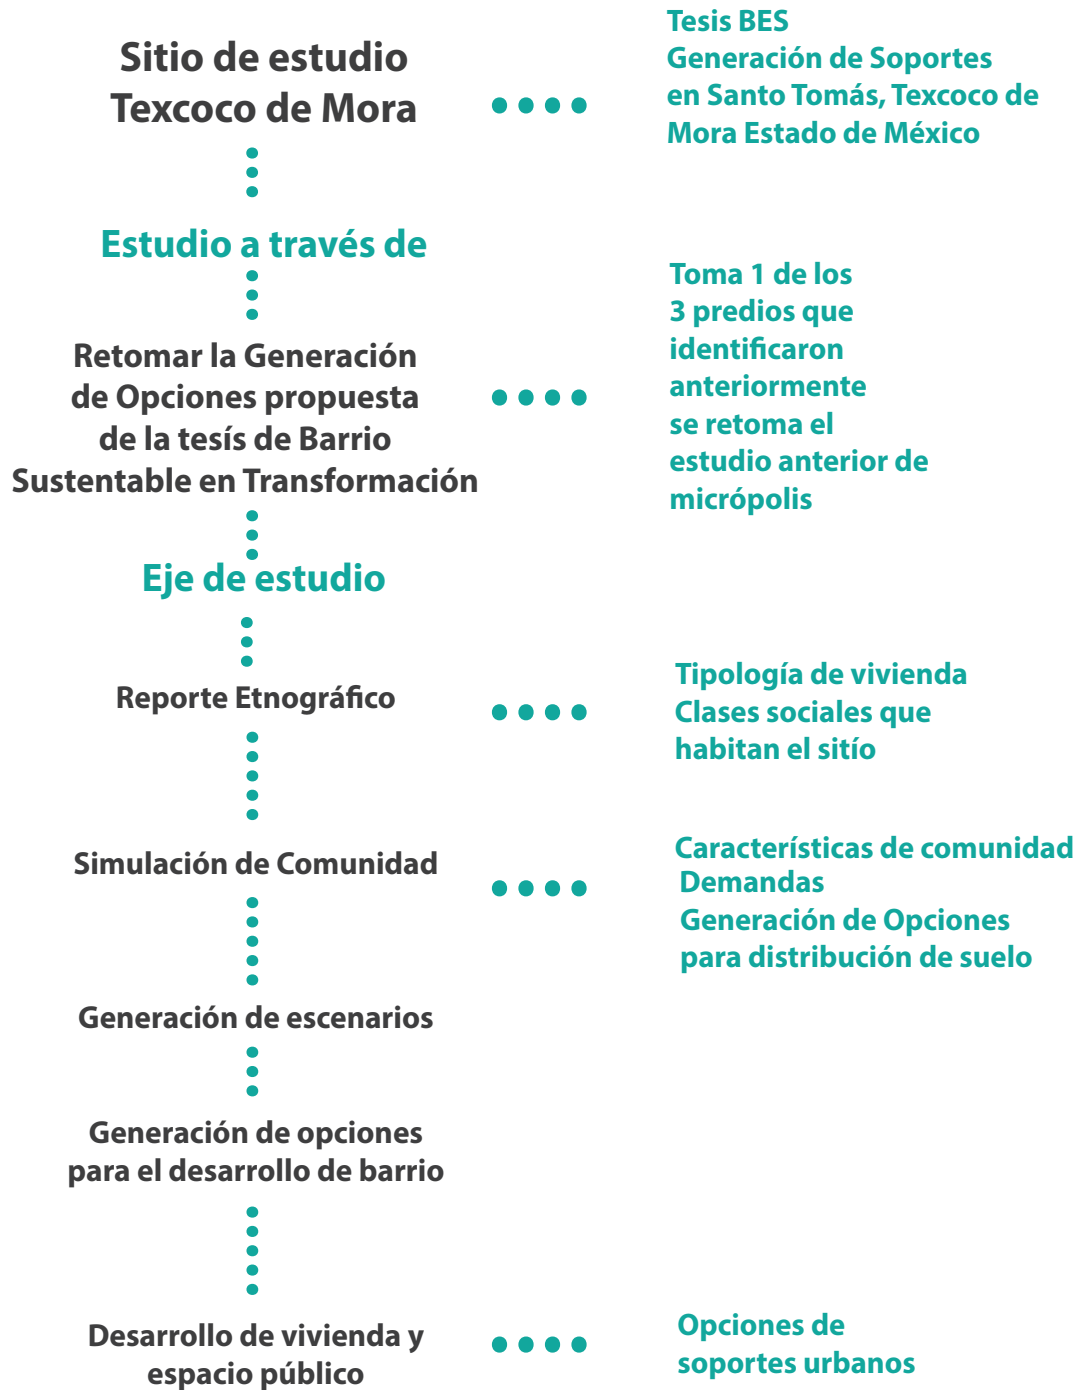 Sitio de estudio
Texcoco de Mora
Tesis BES
Generación de Soportes
en Santo Tomás, Texcoco de
Mora Estado de México
Estudio a través de
Retomar la Generación
de Opciones propuesta
de la tesís de Barrio
Sustentable en Transformación
Toma 1 de los
3 predios que
identificaron
anteriormente
se retoma el
estudio anterior de
micrópolis
Eje de estudio
Reporte Etnográfico
Tipología de vivienda
Clases sociales que
habitan el sitío
Simulación de Comunidad
Características de comunidad
Demandas
Generación de Opciones
para distribución de suelo
Generación de escenarios
Generación de opciones
para el desarrollo de barrio
Desarrollo de vivienda y
espacio público
Opciones de
soportes urbanos